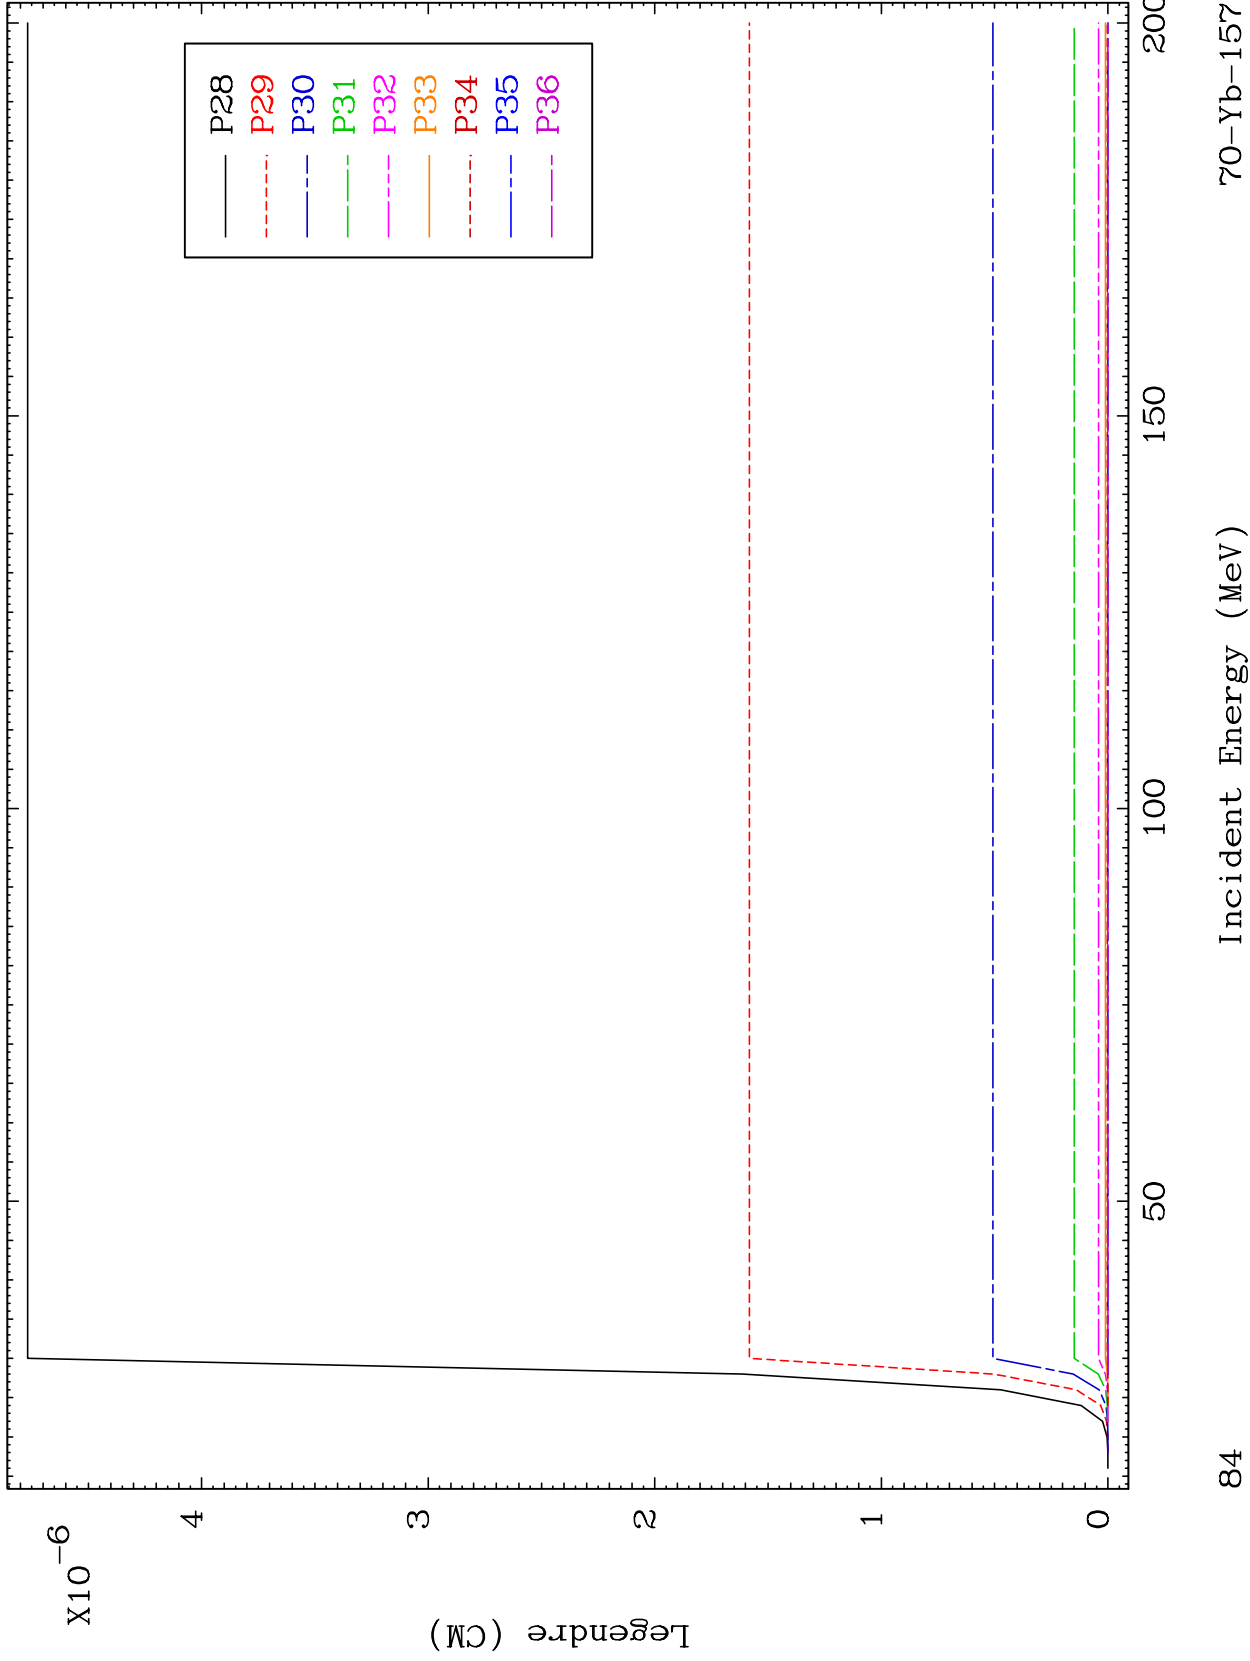 X10-6
4
3
2
1
0
Legendre (CM)
P28
P29
P30
P31
P32
P33
P34
P35
P36
50
100
150
200
Incident Energy (MeV)
84
70-Yb-157